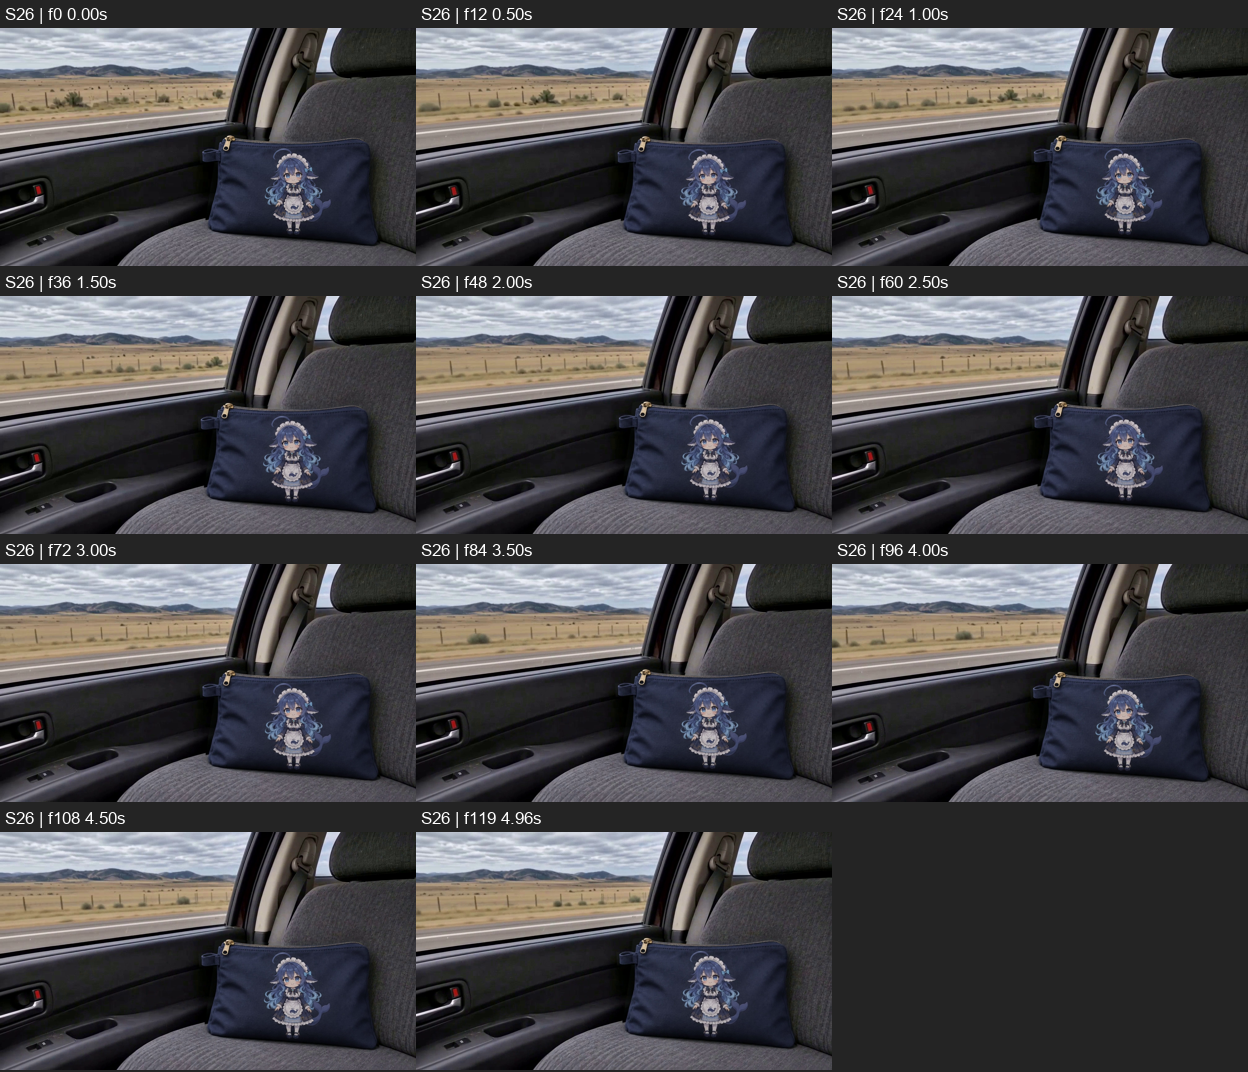 S26 | f0 0.00s
S26 | f12 0.50s
S26 | f24 1.00s
S26 | f36 1.50s
S26 | f48 2.00s
S26 | f60 2.50s
S26 | f72 3.00s
S26 | f84 3.50s
S26 | f96 4.00s
S26 | f108 4.50s
S26 | f119 4.96s